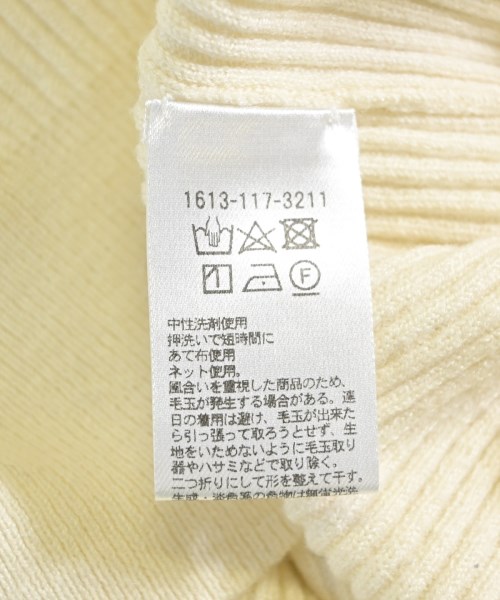 1613-117-3211
F
中性洗剤使用
押洗いで短時間に
あて布使用
ネット使用。
風合いを重視した商品のため、
毛玉が発生する場合がある。連
日の着用は避け、毛玉が出来た
ら引っ張って取ろうとせず、生
地をいためないように毛玉取り
器やハサミなどで取り除く。
二つ折りにして形を整えて干す。
生成・淡色